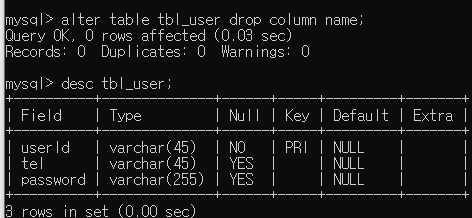 mysql> alter table tbl_user drop column name;
Query OK, 0 rows affected (0.03 sec)
Records: 0  Duplicates: 0  Warnings: 0
mysql> desc tbl_user;
+----------+--------------+------+-----+---------+-------+
| Field    | Type         | Null | Key | Default | Extra |
+----------+--------------+------+-----+---------+-------+
| userId   | varchar(45)  | NO   | PRI | NULL    |       |
| tel      | varchar(45)  | YES  |     | NULL    |       |
| password | varchar(255) | YES  |     | NULL    |       |
+----------+--------------+------+-----+---------+-------+
3 rows in set (0.00 sec)